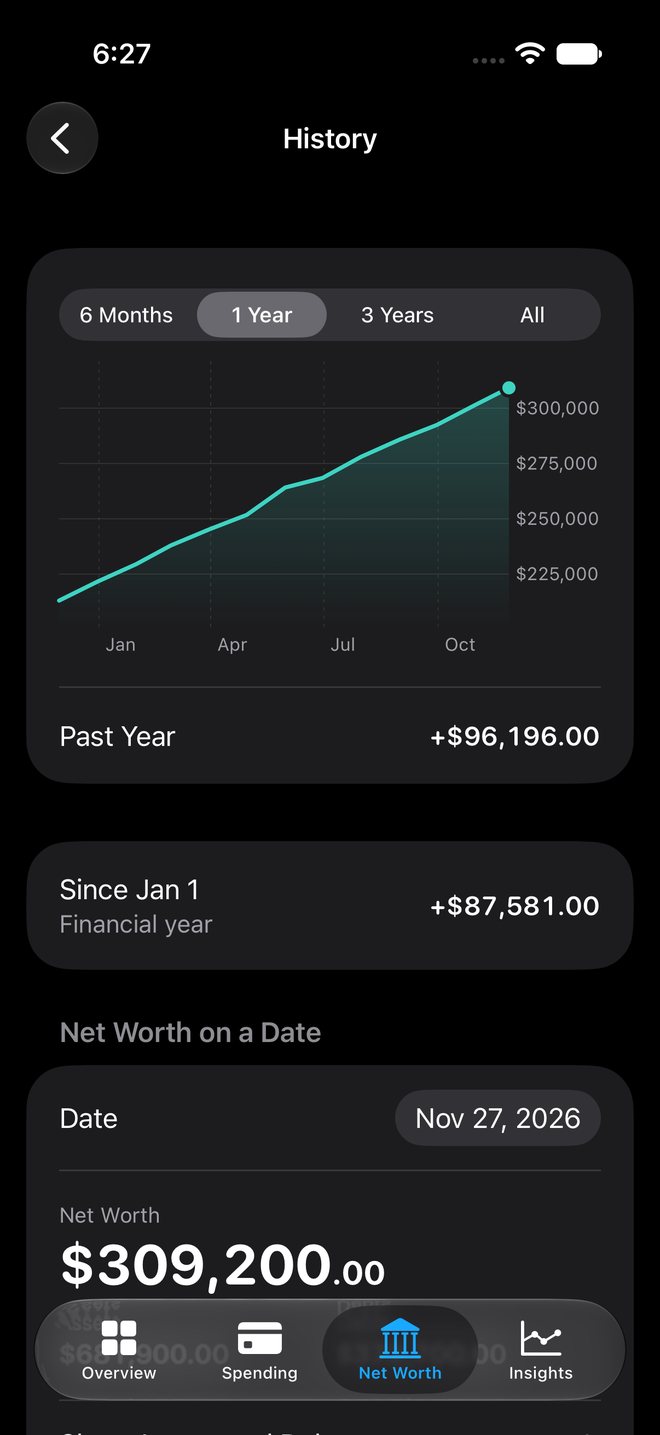 6:27
History
6 Months 1 Year 3 Years All
$300,000
$275,000
$250,000
$225,000
Jan Apr Jul Oct
Past Year +$96,196.00
Since Jan 1 +$87,581.00
Financial year
Net Worth on a Date
Date Nov 27, 2026
Net Worth
$309,200.00
Overview Spending Net Worth Insights